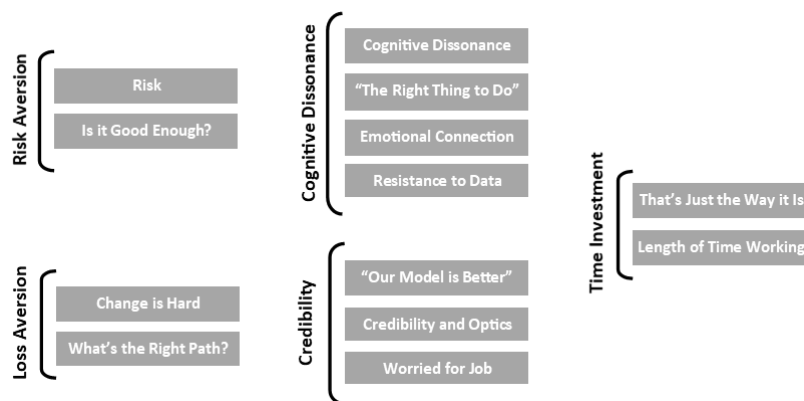 Risk Aversion
Risk
Is it Good Enough?
Cognitive Dissonance
Cognitive Dissonance
“The Right Thing to Do”
Emotional Connection
Resistance to Data
Time Investment
That’s Just the Way it Is
Length of Time Working
Loss Aversion
Change is Hard
What’s the Right Path?
Credibility
“Our Model is Better”
Credibility and Optics
Worried for Job